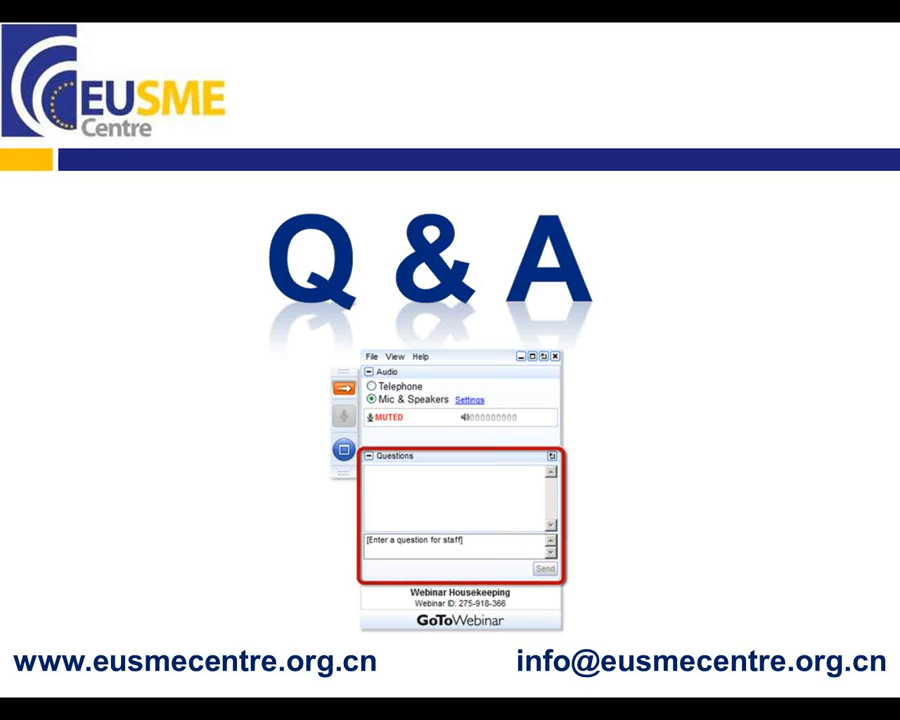 EUSME
Centre
Q & A
File View Help
Audio
Telephone
Mic & Speakers Settings
MUTED 000000000
Questions
[Enter a question for staff]
Send
Webinar Housekeeping
Webinar ID: 275-918-366
GoToWebinar
www.eusmecentre.org.cn info@eusmecentre.org.cn